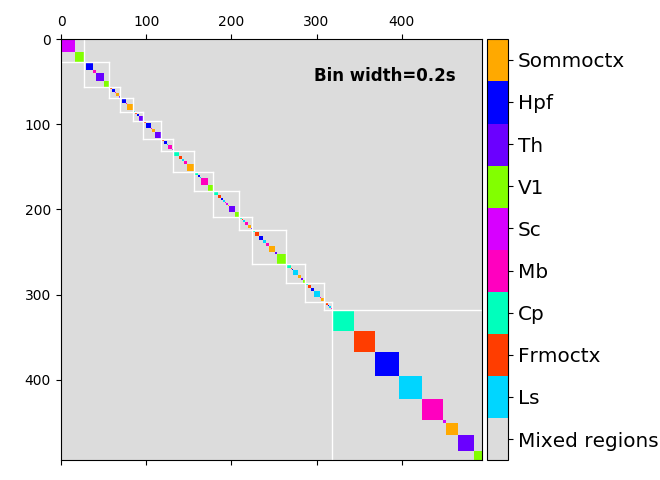 0 100 200 300 400
0
100
200
300
400
Bin width=0.2s
Sommoctx
Hpf
Th
V1
Sc
Mb
Cp
Frmoctx
Ls
Mixed regions